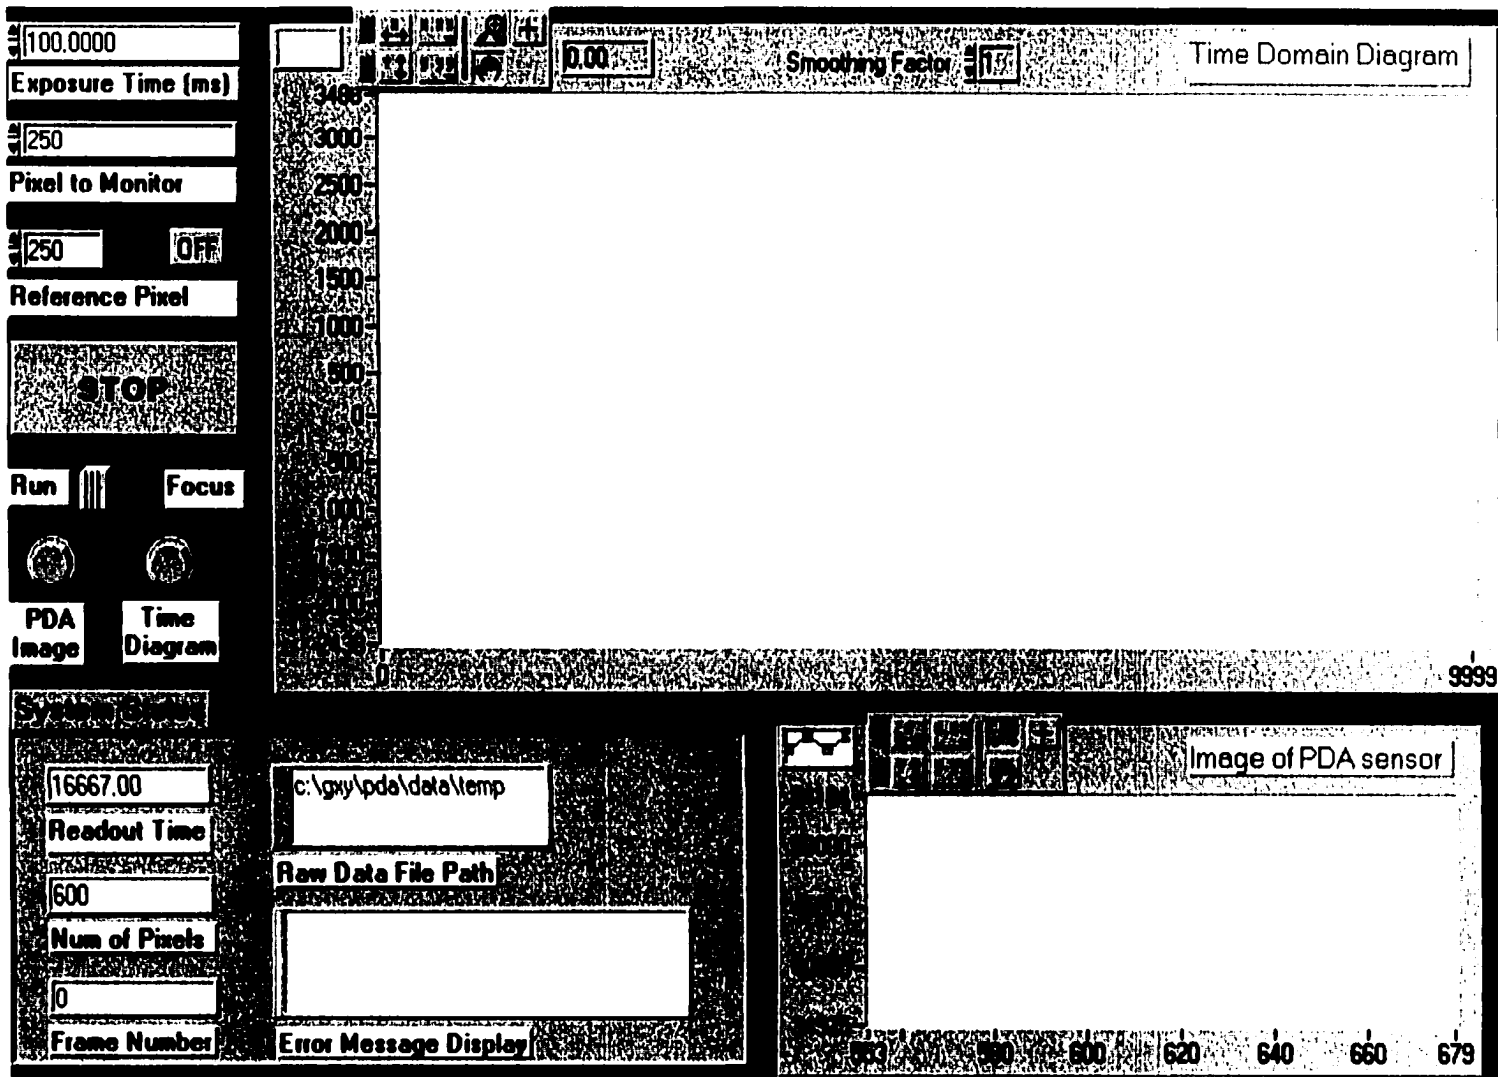 100.0000
Exposure Time (ms)
250
Pixel to Monitor
250 OFF
Reference Pixel
STOP
Run Focus
PDA Image
Time Diagram
0.00
Smoothing Factor 1
Time Domain Diagram
3000
2500
2000
1500
1000
500
0
0 9999
16667.00
Readout Time
600
Num of Pixels
0
Frame Number
c:\gxy\pda\data\temp
Raw Data File Path
Error Message Display
Image of PDA sensor
580 600 620 640 660 679